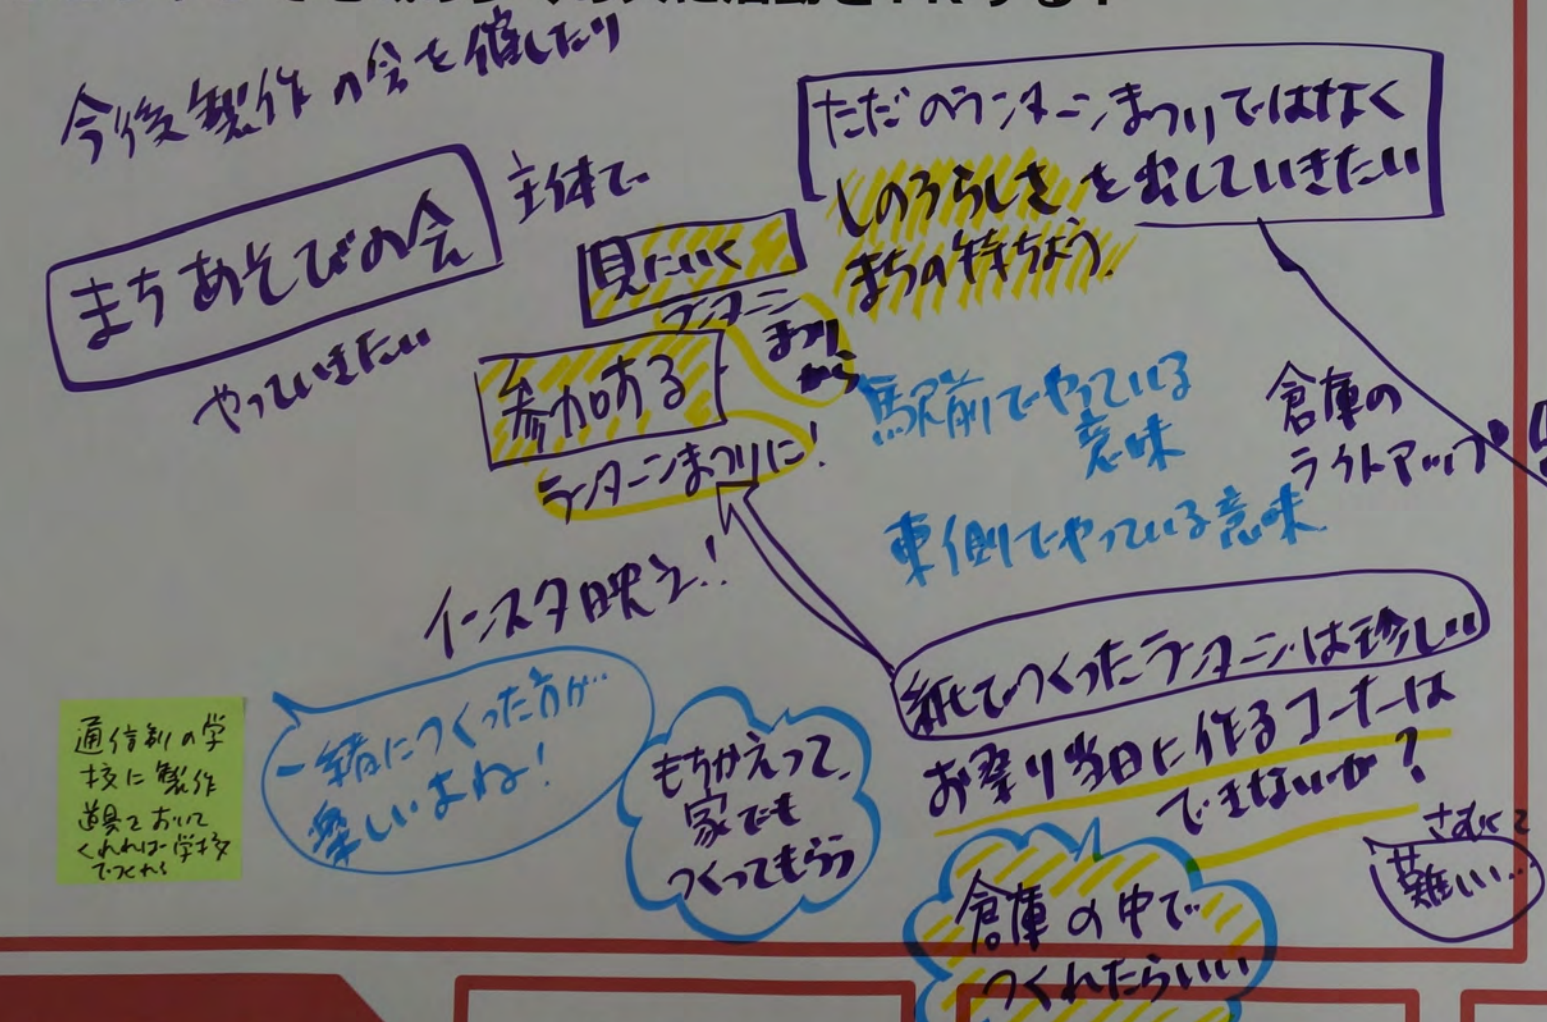 今後製作の会を催したり
まちあそびの会
主体で
やっていきたい
ただのランタンまつりではなく
しのろらしさを出していきたい
まちの持ちよう.
見にいく
ランタン
まつり
から
参加する
ランタンまつりに!
駅前でやっている
意味
東側でやっている意味
倉庫の
ライトアップ
インスタ映え!
紙でつくったランタンは珍しい
お祭り当日に作るコーナーは
できないか?
さむくて
難しい…
倉庫の中で
つくれたらいい
一緒につくった方が…
楽しいよね!
もちかえって、
家でも
つくってもらう
通信制の学
校に製作
道具を おいて
くれれば 学校
でつくれる